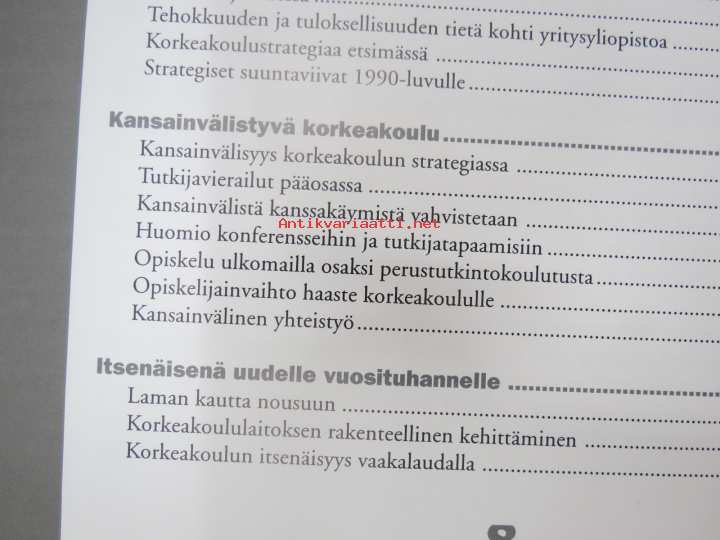 Tehokkuuden ja tuloksellisuuden tietä kohti yritysyliopistoa
Korkeakoulustrategiaa etsimässä
Strategiset suuntaviivat 1990-luvulle
Kansainvälistyvä korkeakoulu
Kansainvälisyys korkeakoulun strategiassa
Tutkijavierailut pääosassa
Kansainvälistä kanssakäymistä vahvistetaan
Antikvariaatti.net
Huomio konferensseihin ja tutkijatapaamisiin
Opiskelu ulkomailla osaksi perustutkintokoulutusta
Opiskelijainvaihto haaste korkeakoululle
Kansainvälinen yhteistyö
Itsenäisenä uudelle vuosituhannelle
Laman kautta nousuun
Korkeakoululaitoksen rakenteellinen kehittäminen
Korkeakoulun itsenäisyys vaakalaudalla